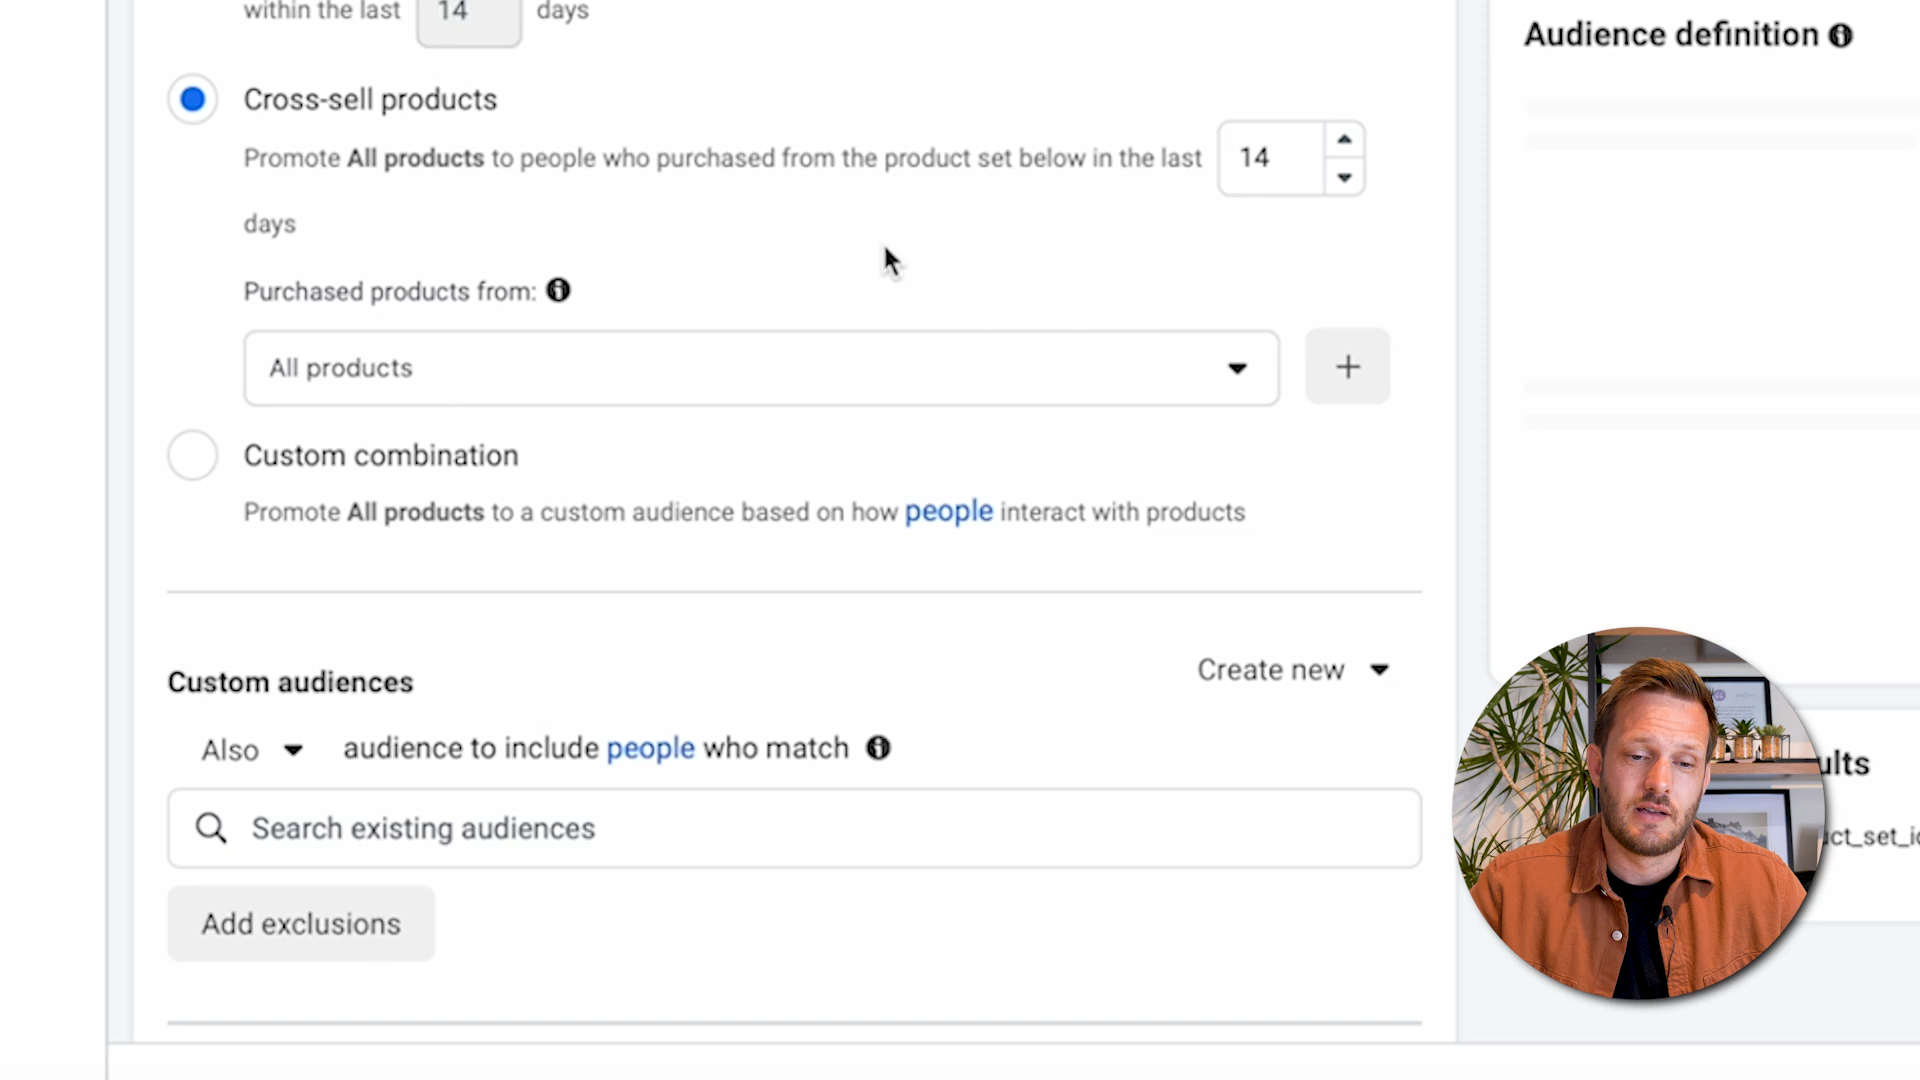 within the last 14 days
Audience definition
Cross-sell products
Promote All products to people who purchased from the product set below in the last 14
days
Purchased products from:
All products
Custom combination
Promote All products to a custom audience based on how people interact with products
Create new
Custom audiences
Also audience to include people who match
Search existing audiences
Add exclusions